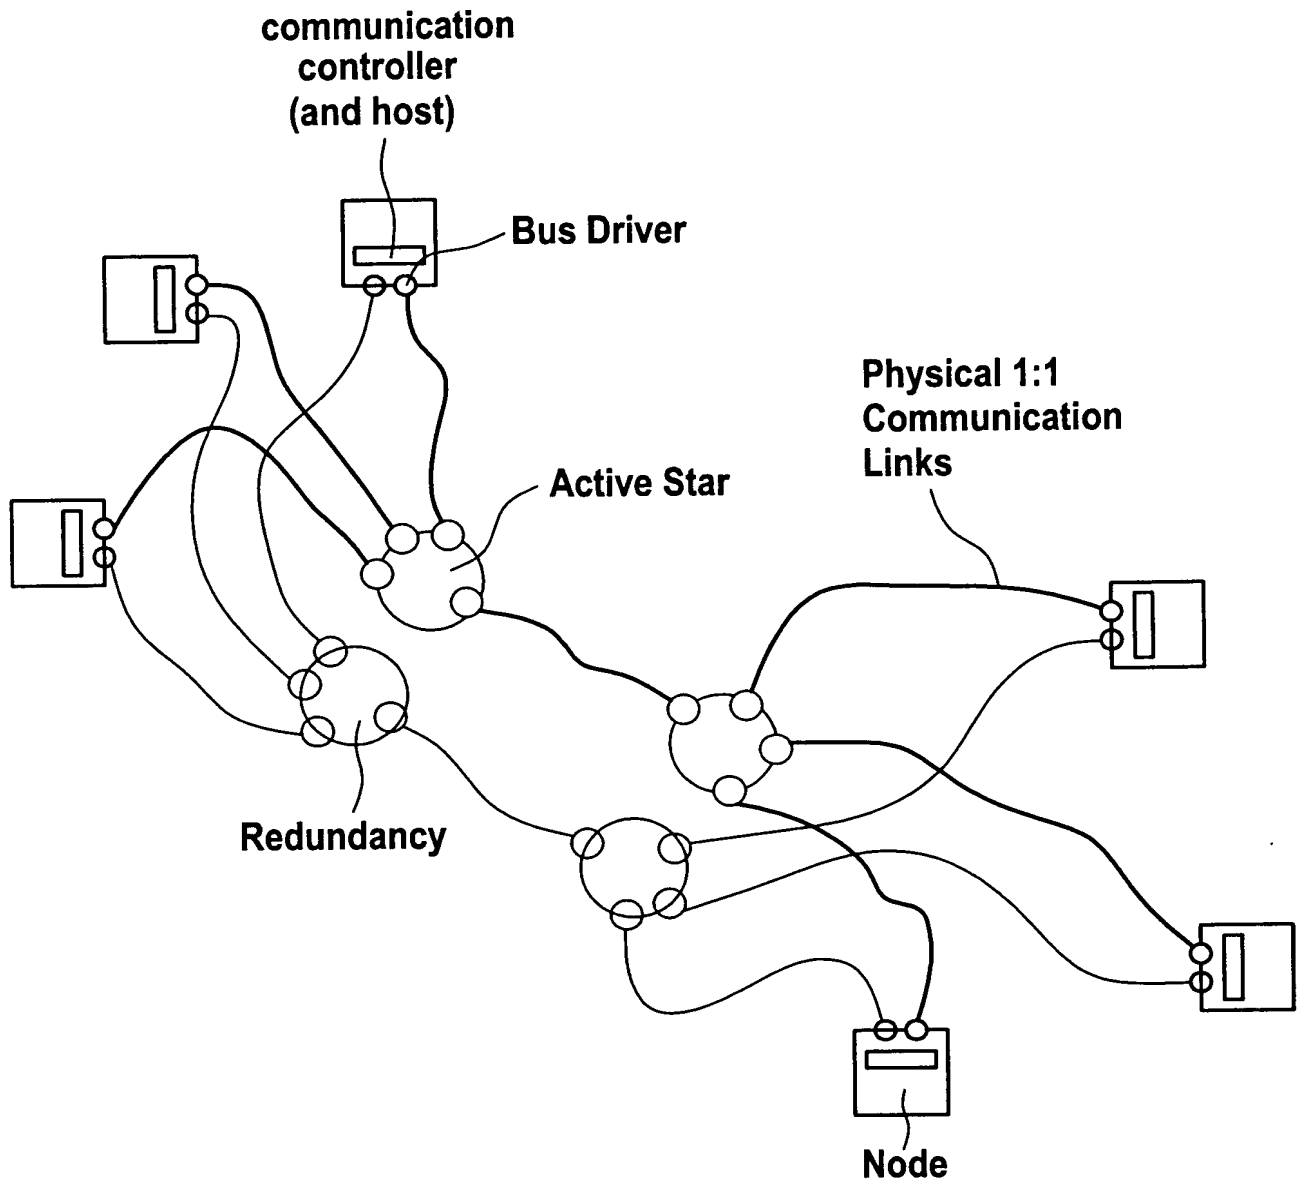 communication
controller
(and host)
Bus Driver
Physical 1:1
Communication
Links
Active Star
Redundancy
Node